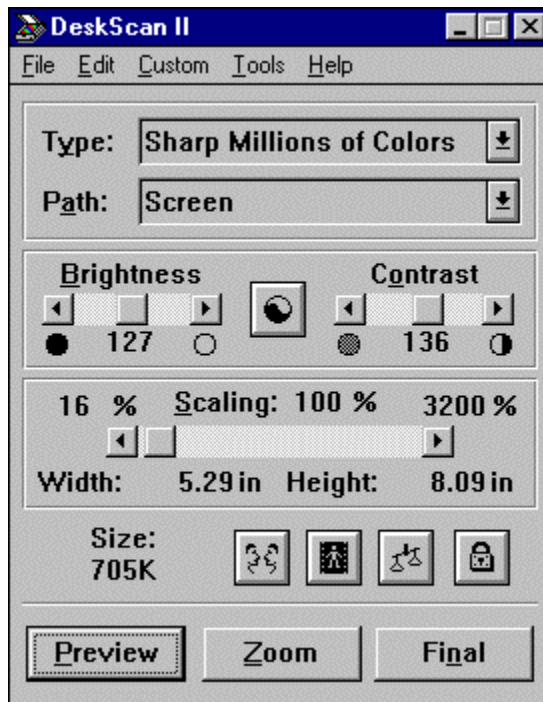 DeskScan II
File Edit Custom Tools Help
Type: Sharp Millions of Colors
Path: Screen
Brightness Contrast
127 136
16 % Scaling: 100 % 3200 %
Width: 5.29 in Height: 8.09 in
Size:
705K
Preview Zoom Final